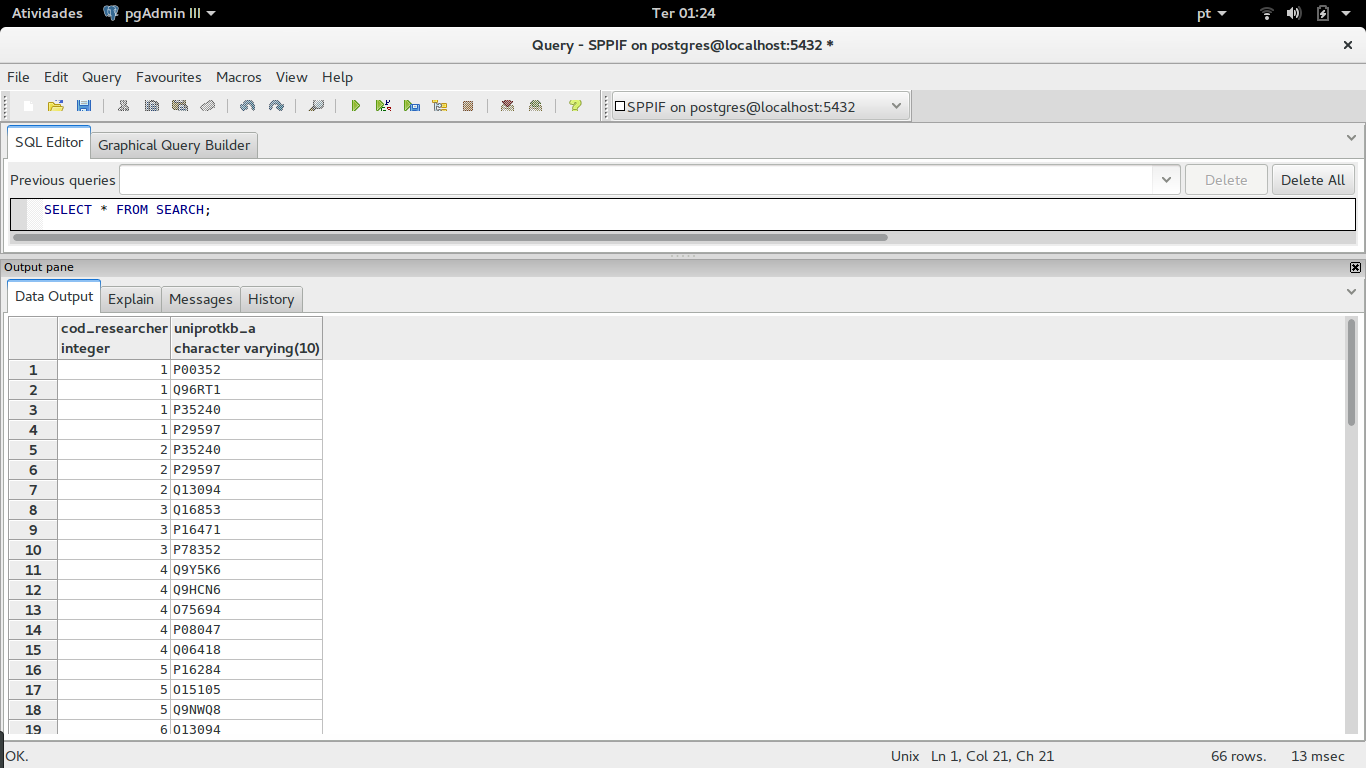 Atividades pgAdmin III Ter 01:24 pt
Query - SPPIF on postgres@localhost:5432 *
File Edit Query Favourites Macros View Help
SPPIF on postgres@localhost:5432
SQL Editor Graphical Query Builder
Previous queries Delete Delete All
SELECT * FROM SEARCH;
Output pane
Data Output Explain Messages History
cod_researcher uniprotkb_a
integer character varying(10)
1 1 P00352
2 1 Q96RT1
3 1 P35240
4 1 P29597
5 2 P35240
6 2 P29597
7 2 Q13094
8 3 Q16853
9 3 P16471
10 3 P78352
11 4 Q9Y5K6
12 4 Q9HCN6
13 4 O75694
14 4 P08047
15 4 Q06418
16 5 P16284
17 5 O15105
18 5 Q9NWQ8
19 6 Q13094
OK. Unix Ln 1, Col 21, Ch 21 66 rows. 13 msec